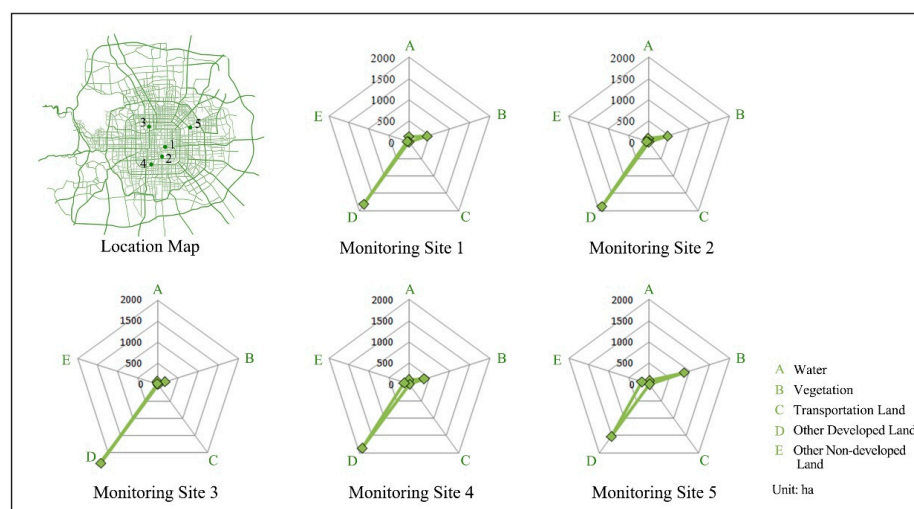 3
5
1
2
4
Location Map
A
2000
1500
1000
500
0
E
B
D
C
Monitoring Site 1
A
2000
1500
1000
500
0
E
B
D
C
Monitoring Site 2
A
2000
1500
1000
500
0
E
B
D
C
Monitoring Site 3
A
2000
1500
1000
500
0
E
B
D
C
Monitoring Site 4
A
2000
1500
1000
500
0
E
B
D
C
Monitoring Site 5
A Water
B Vegetation
C Transportation Land
D Other Developed Land
E Other Non-developed
Land
Unit: ha